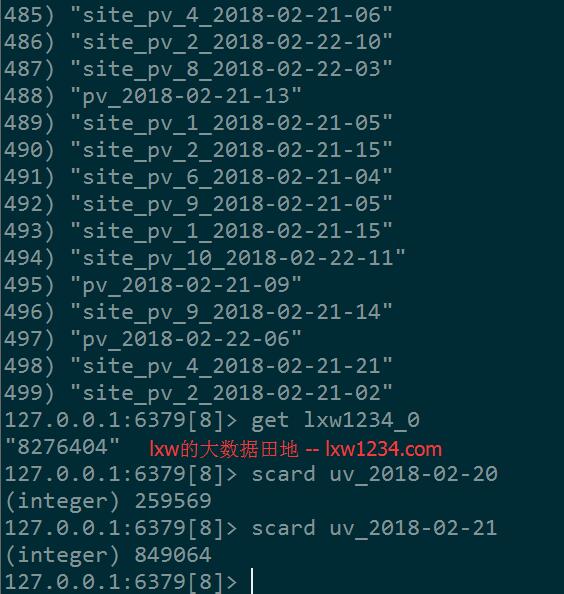 485) "site_pv_4_2018-02-21-06"
486) "site_pv_2_2018-02-22-10"
487) "site_pv_8_2018-02-22-03"
488) "pv_2018-02-21-13"
489) "site_pv_1_2018-02-21-05"
490) "site_pv_2_2018-02-21-15"
491) "site_pv_6_2018-02-21-04"
492) "site_pv_9_2018-02-21-05"
493) "site_pv_1_2018-02-21-15"
494) "site_pv_10_2018-02-22-11"
495) "pv_2018-02-21-09"
496) "site_pv_9_2018-02-21-14"
497) "pv_2018-02-22-06"
498) "site_pv_4_2018-02-21-21"
499) "site_pv_2_2018-02-21-02"
127.0.0.1:6379[8]> get lxw1234_0
"8276404" lxw的大数据田地 -- lxw1234.com
127.0.0.1:6379[8]> scard uv_2018-02-20
(integer) 259569
127.0.0.1:6379[8]> scard uv_2018-02-21
(integer) 849064
127.0.0.1:6379[8]>